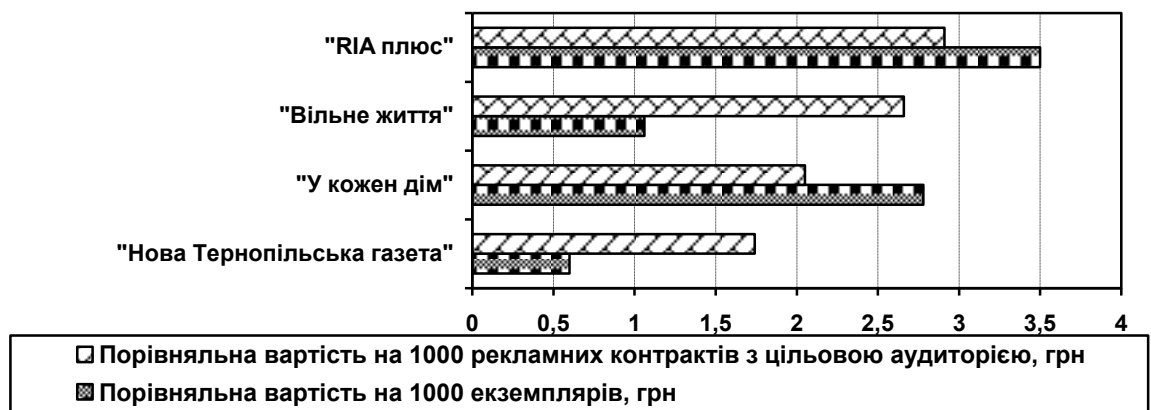 "RIA плюс"
"Вільне життя"
"У кожен дім"
"Нова Тернопільська газета"
0 0,5 1 1,5 2 2,5 3 3,5 4
Порівняльна вартість на 1000 рекламних контрактів з цільовою аудиторією, грн
Порівняльна вартість на 1000 екземплярів, грн